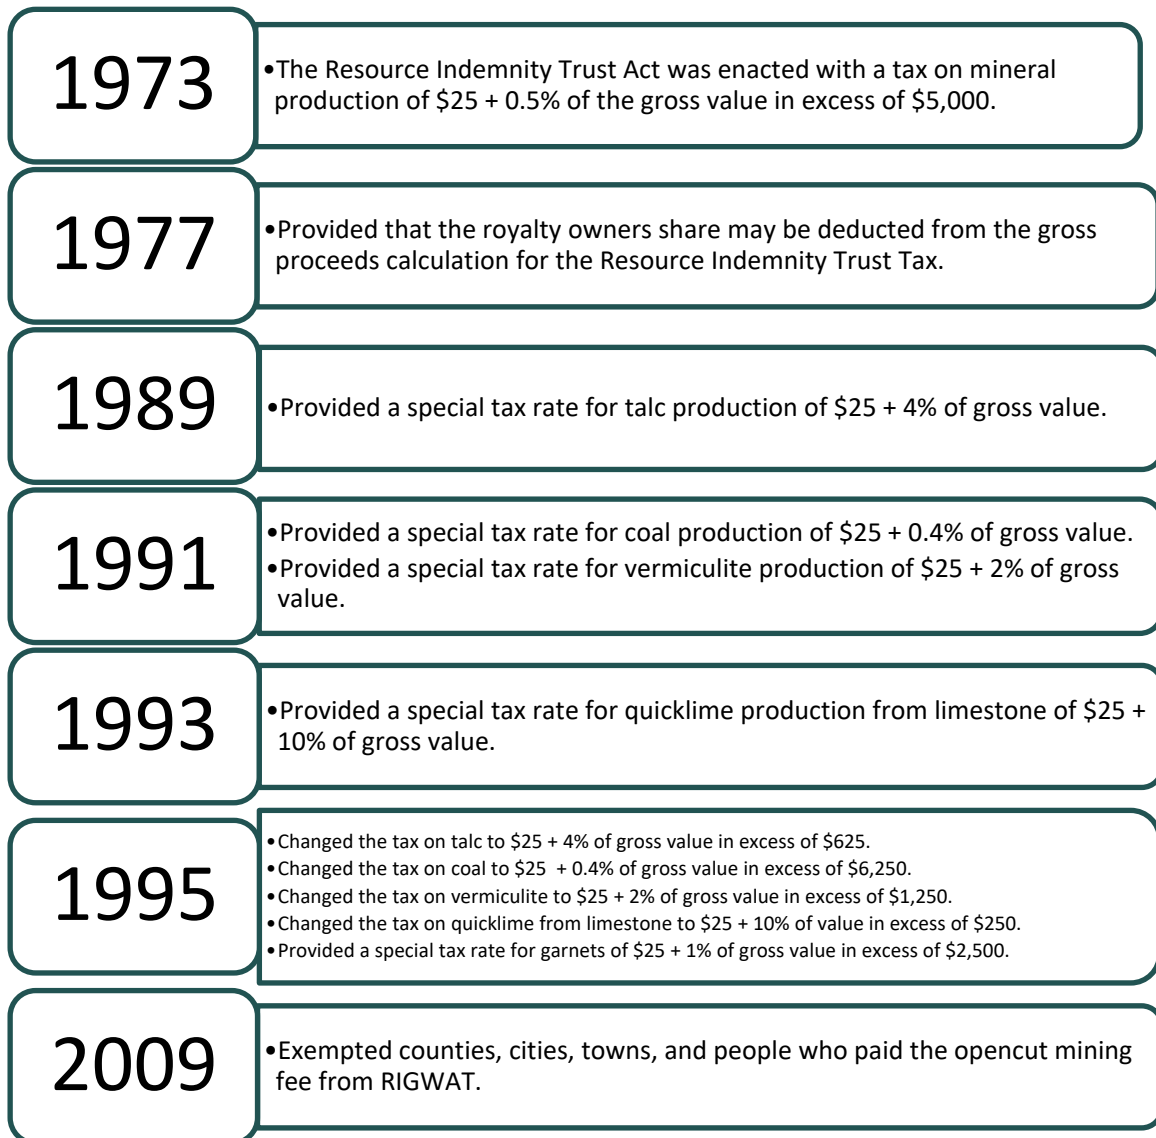 1973
•The Resource Indemnity Trust Act was enacted with a tax on mineral
production of $25 + 0.5% of the gross value in excess of $5,000.
1977
•Provided that the royalty owners share may be deducted from the gross
proceeds calculation for the Resource Indemnity Trust Tax.
1989
•Provided a special tax rate for talc production of $25 + 4% of gross value.
1991
•Provided a special tax rate for coal production of $25 + 0.4% of gross value.
•Provided a special tax rate for vermiculite production of $25 + 2% of gross
value.
1993
•Provided a special tax rate for quicklime production from limestone of $25 +
10% of gross value.
1995
•Changed the tax on talc to $25 + 4% of gross value in excess of $625.
•Changed the tax on coal to $25  + 0.4% of gross value in excess of $6,250.
•Changed the tax on vermiculite to $25 + 2% of gross value in excess of $1,250.
•Changed the tax on quicklime from limestone to $25 + 10% of value in excess of $250.
•Provided a special tax rate for garnets of $25 + 1% of gross value in excess of $2,500.
2009
•Exempted counties, cities, towns, and people who paid the opencut mining
fee from RIGWAT.